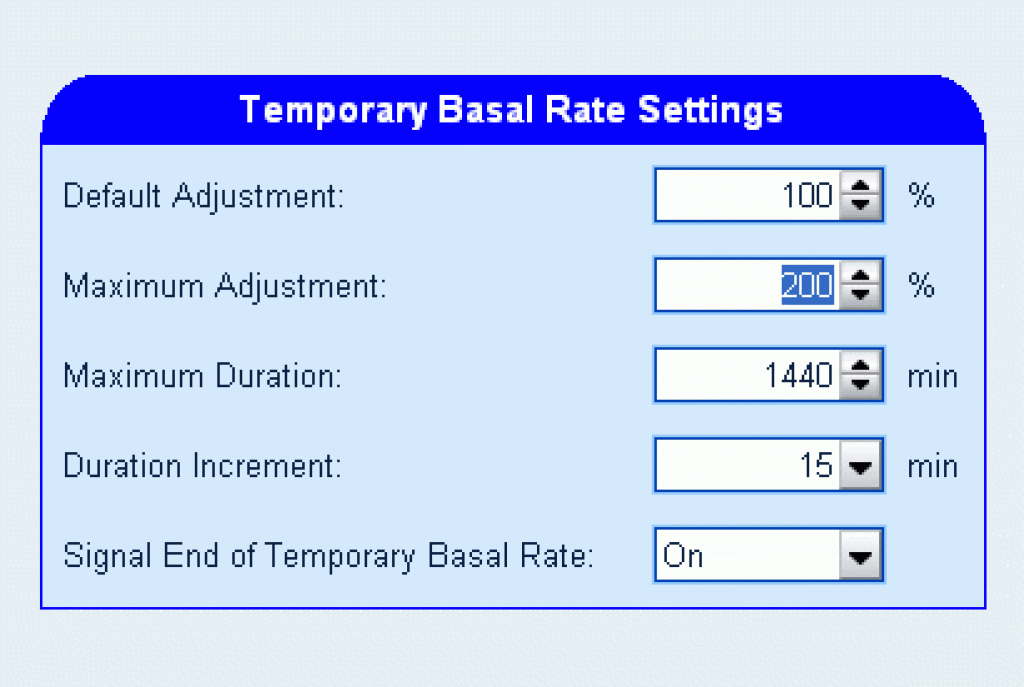 Temporary Basal Rate Settings
Default Adjustment: 100 %
Maximum Adjustment: 200 %
Maximum Duration: 1440 min
Duration Increment: 15 min
Signal End of Temporary Basal Rate: On